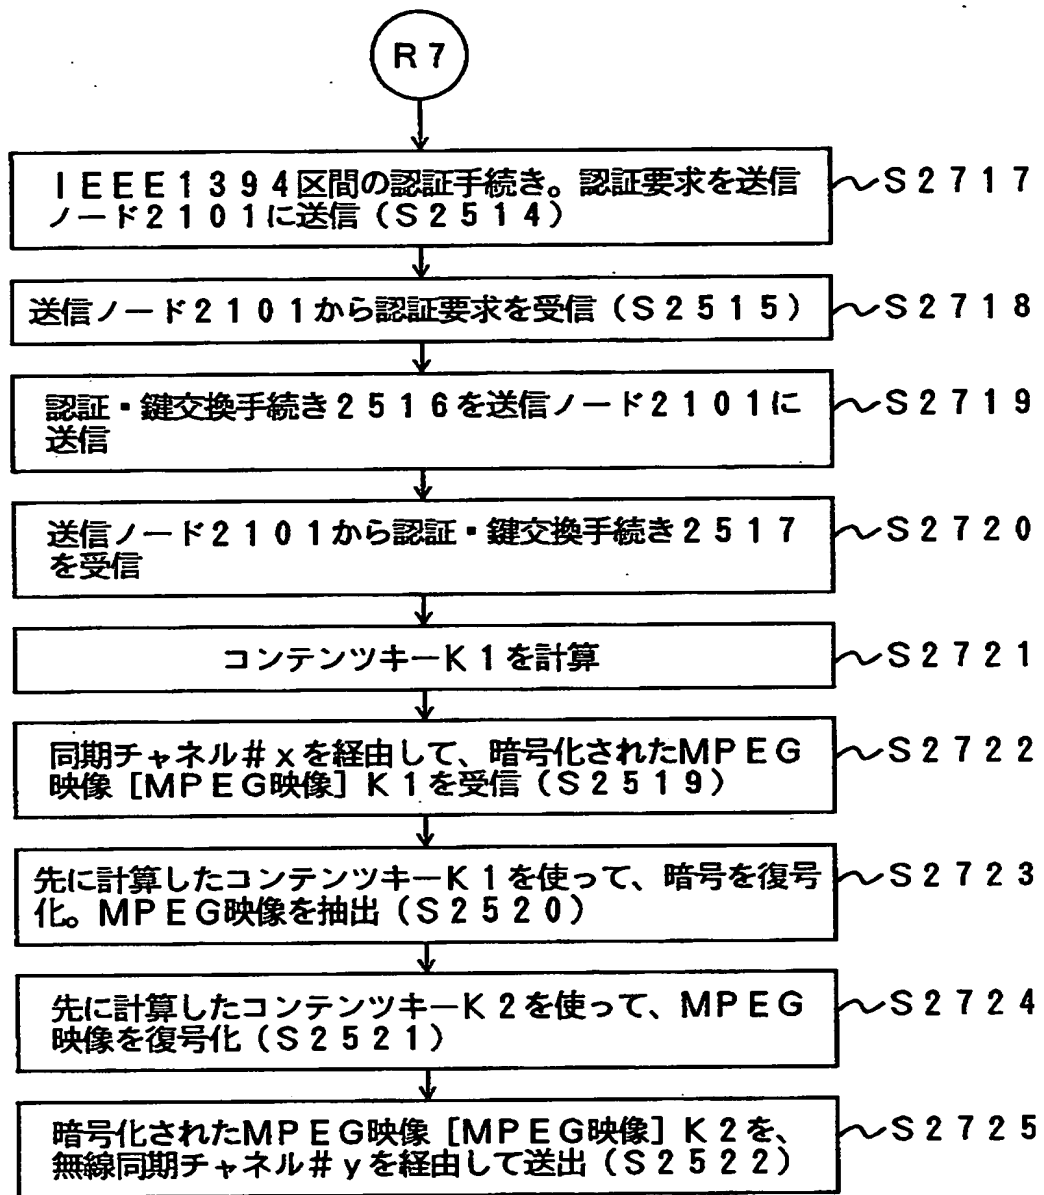 R7
IEEE1394区間の認証手続き。認証要求を送信
ノード2101に送信(S2514)
S2717
送信ノード2101から認証要求を受信(S2515)
S2718
認証・鍵交換手続き2516を送信ノード2101に
送信
S2719
送信ノード2101から認証・鍵交換手続き2517
を受信
S2720
コンテンツキーK1を計算
S2721
同期チャネル#xを経由して、暗号化されたMPEG
映像[MPEG映像]K1を受信(S2519)
S2722
先に計算したコンテンツキーK1を使って、暗号を復号
化。MPEG映像を抽出(S2520)
S2723
先に計算したコンテンツキーK2を使って、MPEG
映像を復号化(S2521)
S2724
暗号化されたMPEG映像[MPEG映像]K2を、
無線同期チャネル#yを経由して送出(S2522)
S2725